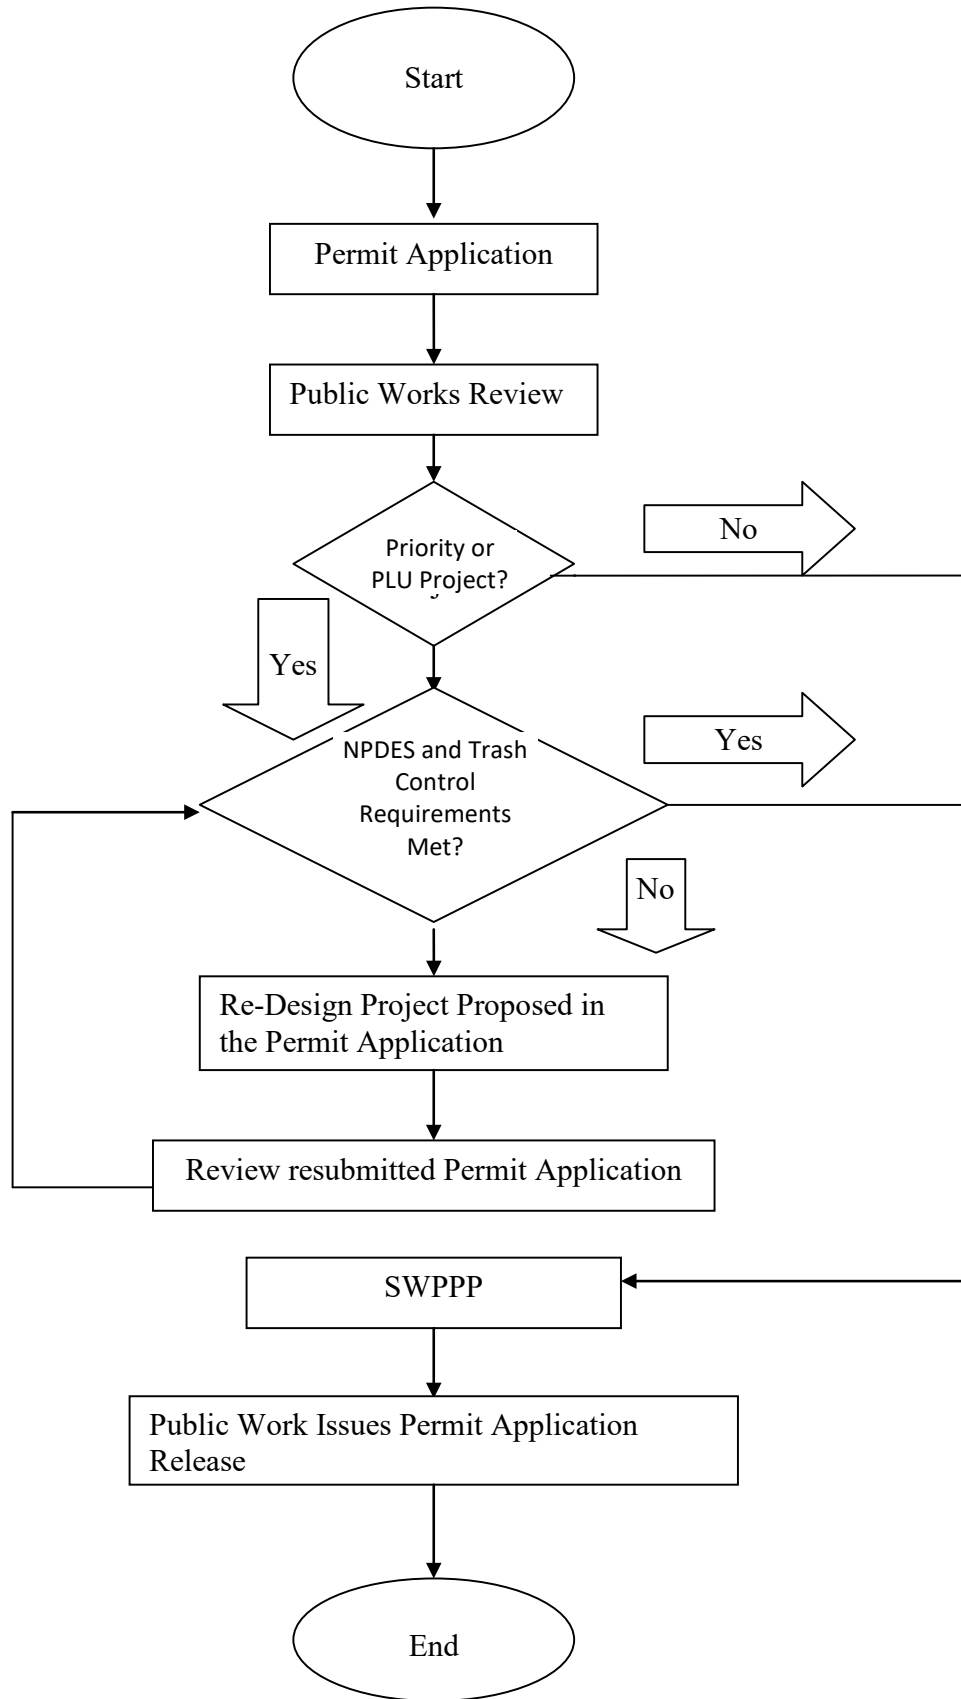 Start
Permit Application
Public Works Review
Priority or
PLU Project?
No
Yes
NPDES and Trash
Control
Requirements
Met?
Yes
No
Re-Design Project Proposed in
the Permit Application
Review resubmitted Permit Application
SWPPP
Public Work Issues Permit Application
Release
End